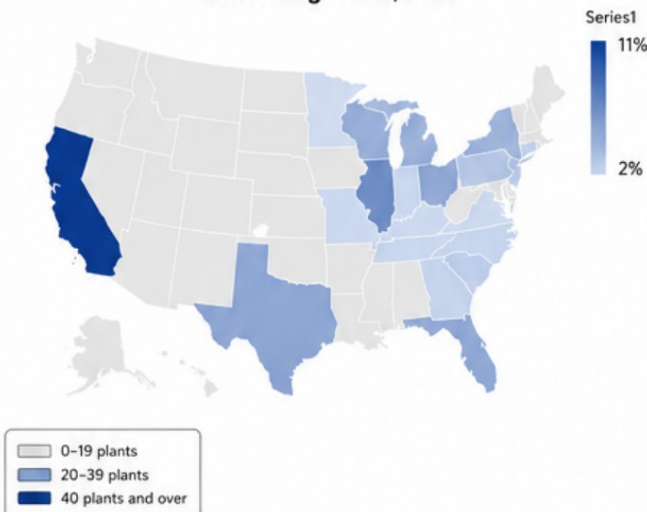 Series1
11%
2%
0–19 plants
20–39 plants
40 plants and over